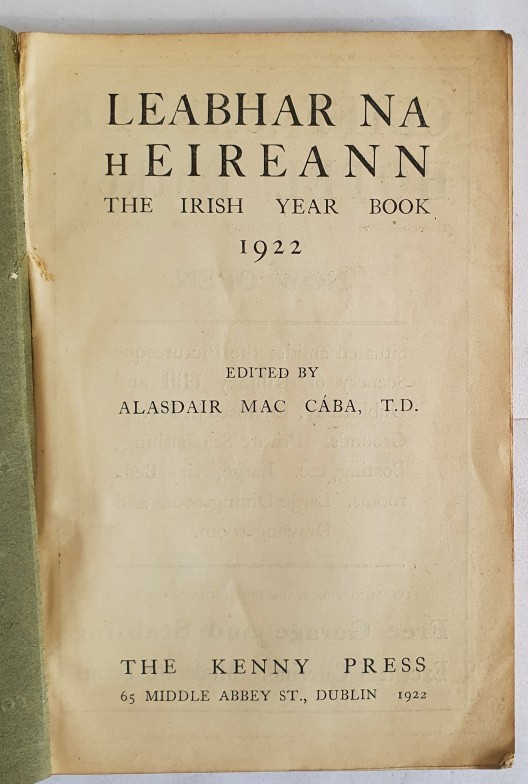 LEABHAR NA
hEIREANN
THE IRISH YEAR BOOK
1922
EDITED BY
ALASDAIR MAC CÁBA, T.D.
THE KENNY PRESS
65 MIDDLE ABBEY ST., DUBLIN 1922